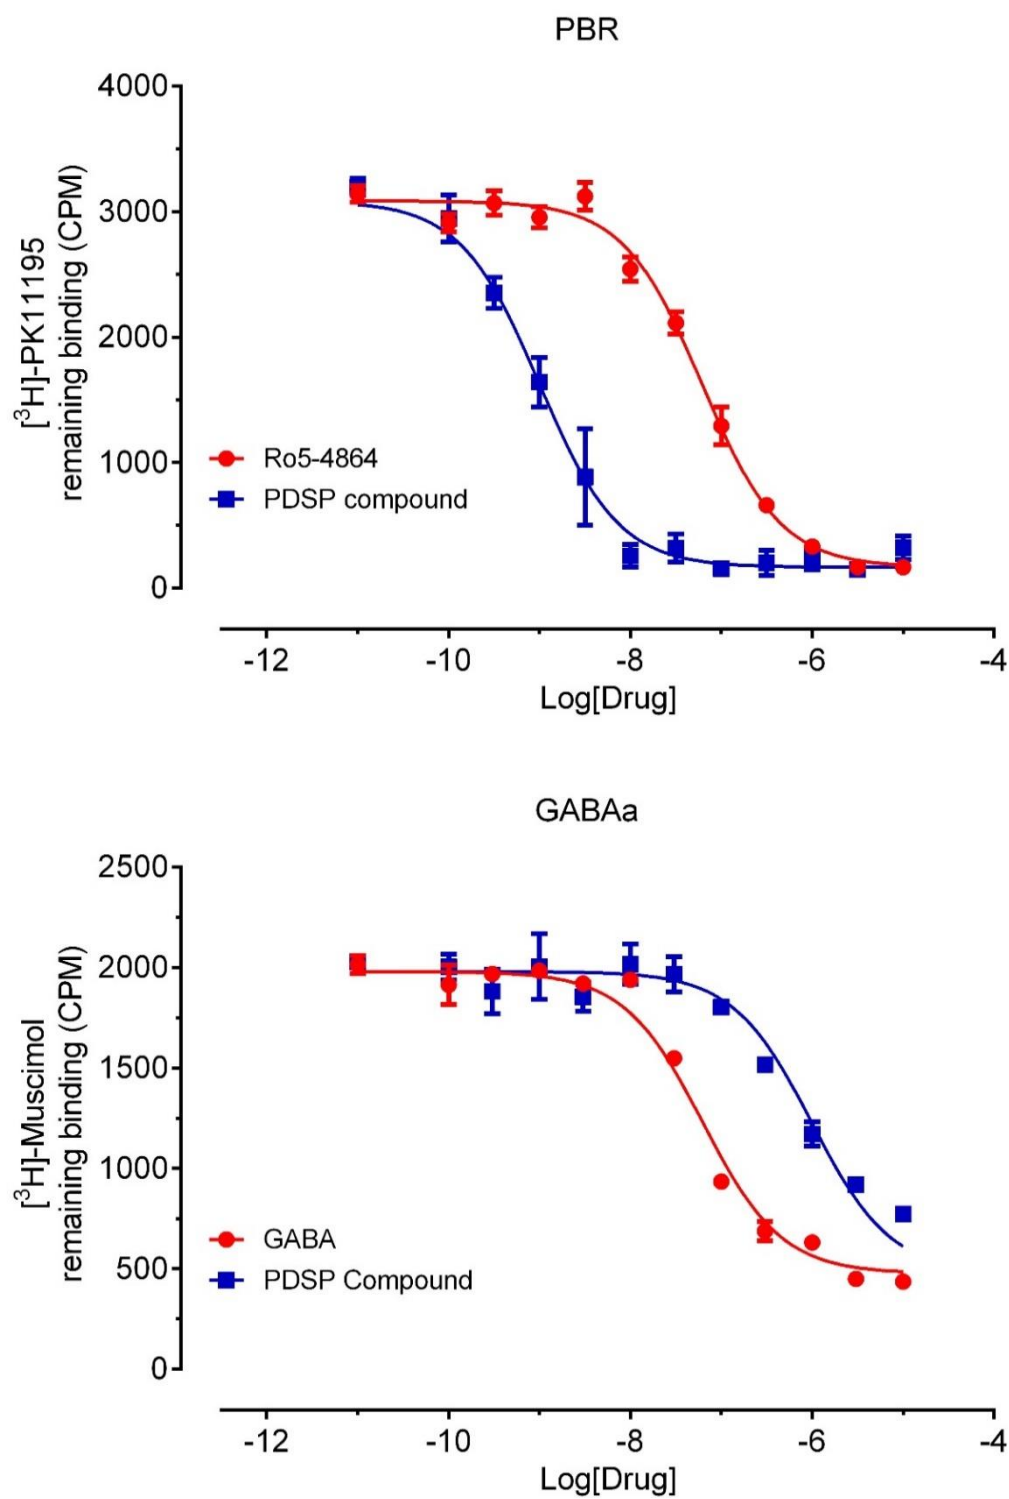 PBR
4000
3000
2000
1000
0
[³H]-PK11195
remaining binding (CPM)
Ro5-4864
PDSP compound
-12 -10 -8 -6 -4
Log[Drug]
GABAa
2500
2000
1500
1000
500
0
[³H]-Muscimol
remaining binding (CPM)
GABA
PDSP Compound
-12 -10 -8 -6 -4
Log[Drug]